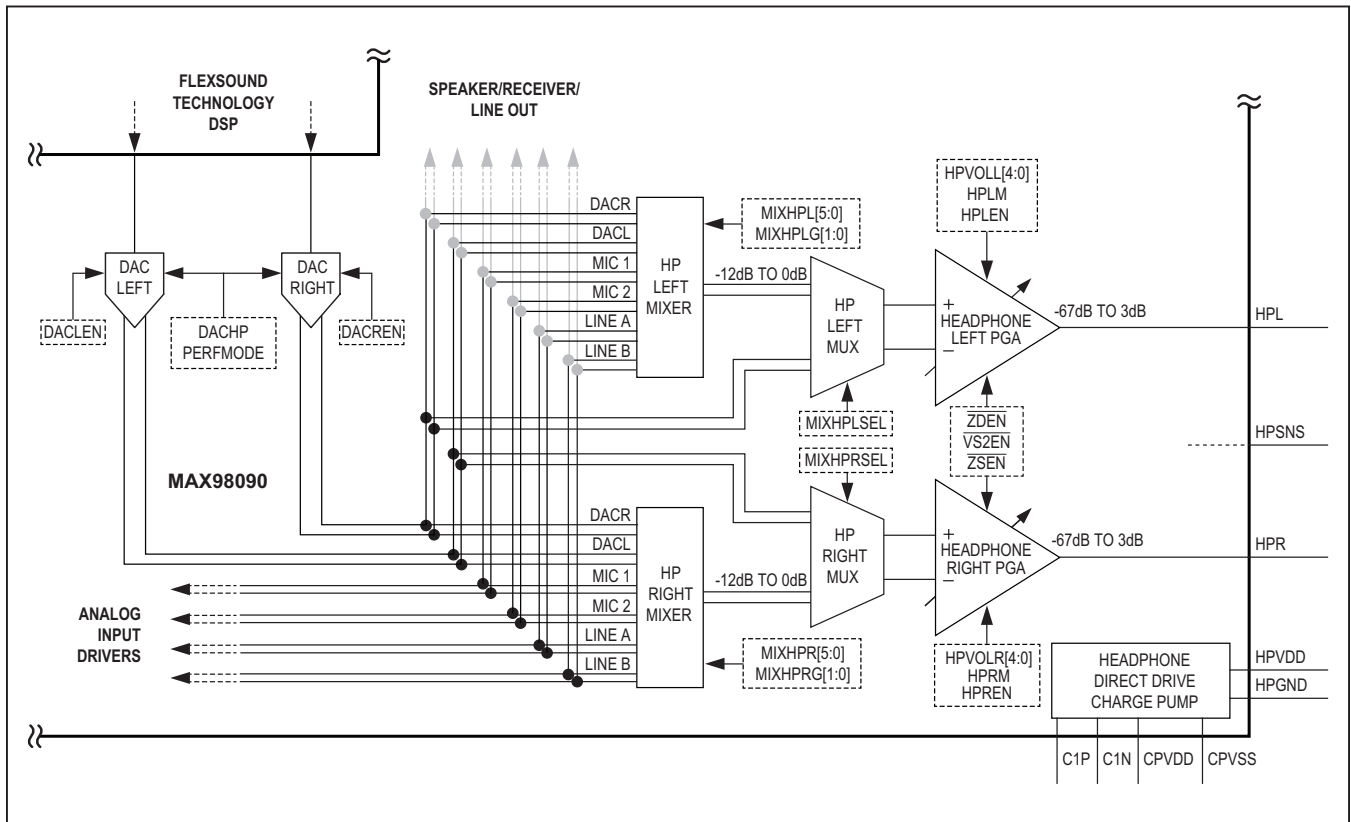 FLEXSOUND
TECHNOLOGY
DSP
SPEAKER/RECEIVER/
LINE OUT
DAC
LEFT
DAC
RIGHT
DACLEN
DACHP
PERFMODE
DACREN
DACR
DACL
MIC 1
MIC 2
LINE A
LINE B
HP
LEFT
MIXER
MIXHPL[5:0]
MIXHPLG[1:0]
-12dB TO 0dB
HP
LEFT
MUX
MIXHPLSEL
HPVOLL[4:0]
HPLM
HPLEN
+
HEADPHONE
LEFT PGA
−
-67dB TO 3dB
HPL
ZDEN
VS2EN
ZSEN
HPSNS
MAX98090
MIXHPRSEL
DACR
DACL
MIC 1
MIC 2
LINE A
LINE B
HP
RIGHT
MIXER
-12dB TO 0dB
MIXHPR[5:0]
MIXHPRG[1:0]
HP
RIGHT
MUX
+
HEADPHONE
RIGHT PGA
−
-67dB TO 3dB
HPR
HPVOLR[4:0]
HPRM
HPREN
ANALOG
INPUT
DRIVERS
HEADPHONE
DIRECT DRIVE
CHARGE PUMP
HPVDD
HPGND
C1P
C1N
CPVDD
CPVSS